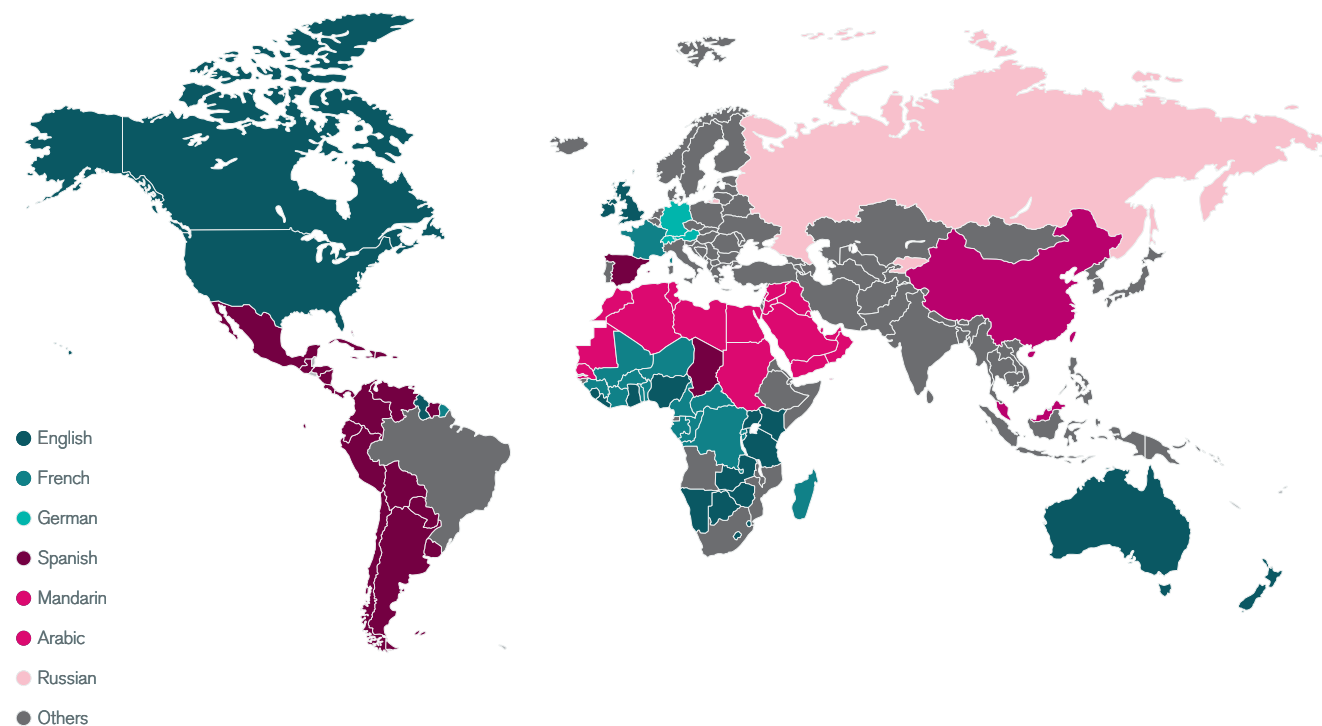 English
French
German
Spanish
Mandarin
Arabic
Russian
Others